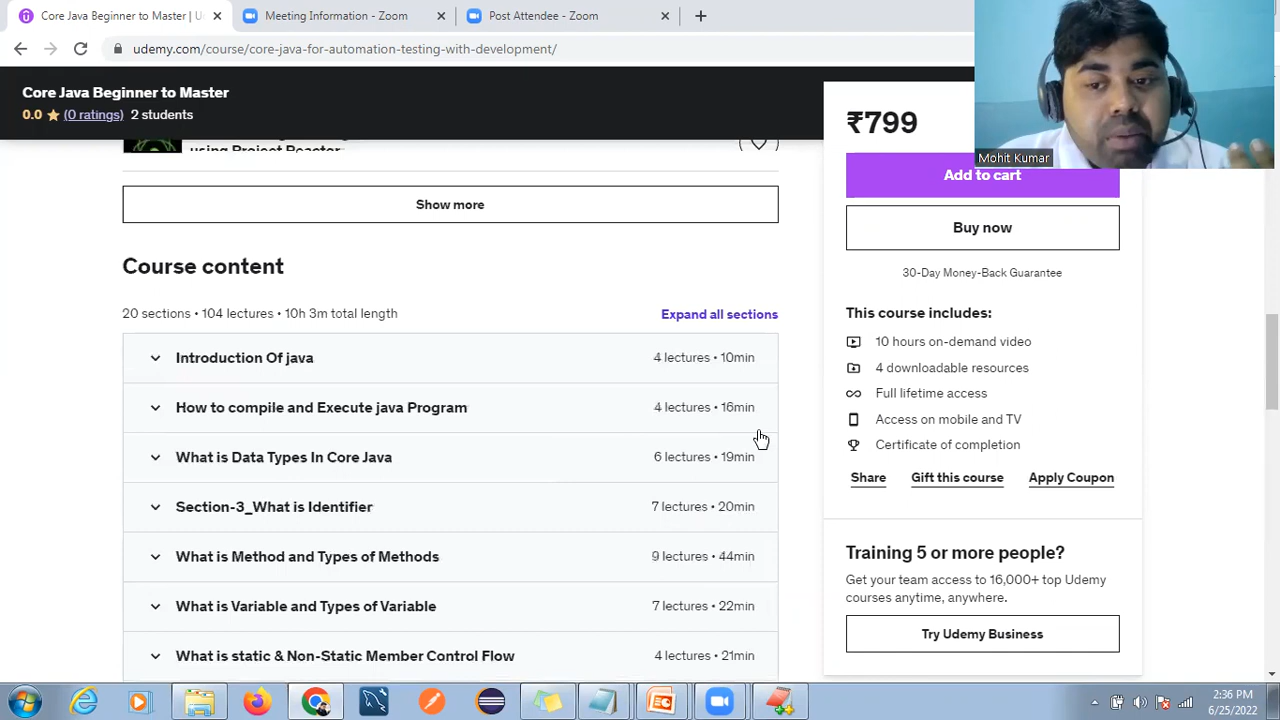 Core Java Beginner to Master | U
Meeting Information - Zoom
Post Attendee - Zoom
udemy.com/course/core-java-for-automation-testing-with-development/
Core Java Beginner to Master
0.0 (0 ratings) 2 students
using Project Reactor
Show more
Course content
20 sections • 104 lectures • 10h 3m total length
Expand all sections
Introduction Of java
4 lectures • 10min
How to compile and Execute java Program
4 lectures • 16min
What is Data Types In Core Java
6 lectures • 19min
Section-3_What is Identifier
7 lectures • 20min
What is Method and Types of Methods
9 lectures • 44min
What is Variable and Types of Variable
7 lectures • 22min
What is static & Non-Static Member Control Flow
4 lectures • 21min
₹799
Mohit Kumar
Add to cart
Buy now
30-Day Money-Back Guarantee
This course includes:
10 hours on-demand video
4 downloadable resources
Full lifetime access
Access on mobile and TV
Certificate of completion
Share
Gift this course
Apply Coupon
Training 5 or more people?
Get your team access to 16,000+ top Udemy
courses anytime, anywhere.
Try Udemy Business
2:36 PM
6/25/2022